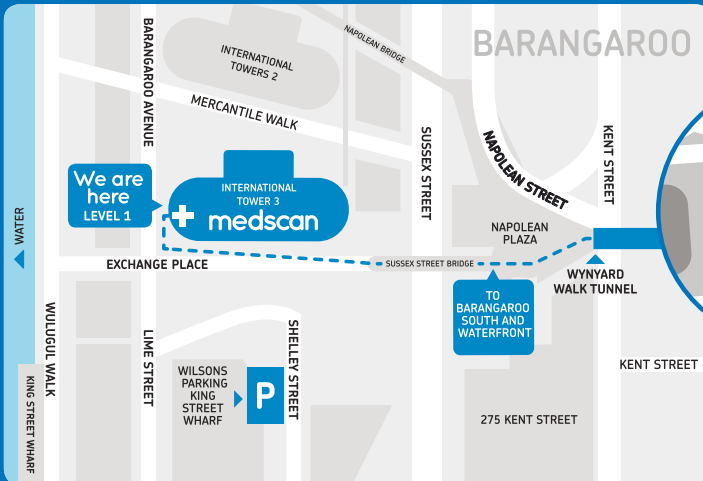 BARANGAROO
NAPOLEAN BRIDGE
INTERNATIONAL
TOWERS 2
BARANGAROO AVENUE
MERCANTILE WALK
SUSSEX STREET
NAPOLEAN STREET
KENT STREET
We are
here
LEVEL 1
INTERNATIONAL
TOWER 3
medscan
WATER
NAPOLEAN
PLAZA
EXCHANGE PLACE
SUSSEX STREET BRIDGE
WYNYARD
WALK TUNNEL
TO
BARANGAROO
SOUTH AND
WATERFRONT
WULUGUL WALK
LIME STREET
SHELLEY STREET
KENT STREET
WILSONS
PARKING
KING
STREET
WHARF
P
KING STREET WHARF
275 KENT STREET